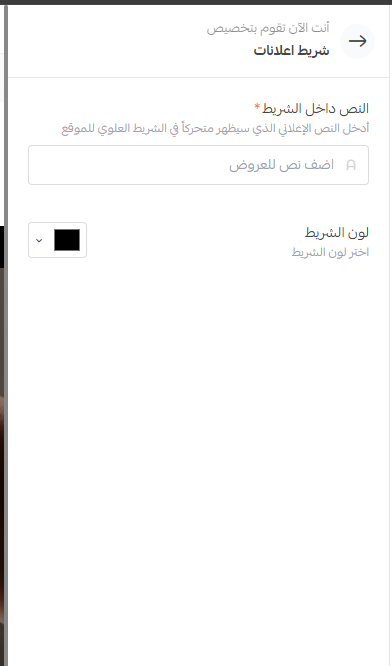 أنت الآن تقوم بتخصيص
شريط اعلانات
النص داخل الشريط *
أدخل النص الإعلاني الذي سيظهر متحركاً في الشريط العلوي للموقع
اضف نص للعروض
لون الشريط
اختر لون الشريط